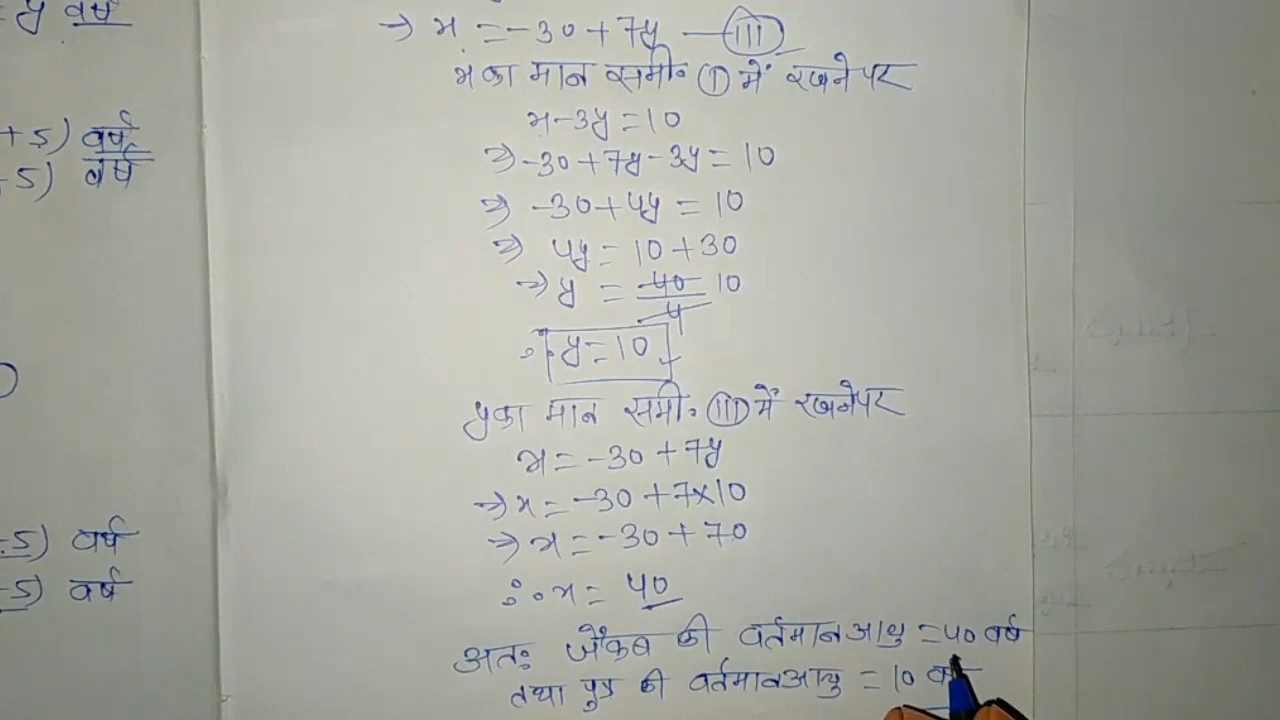 y वर्ष
⇒ x = -30 + 7y — (III)
x का मान समी॰ (I) में रखने पर
x - 3y = 10
+5) वर्ष
⇒ -30 + 7y - 3y = 10
-5) वर्ष
⇒ -30 + 4y = 10
⇒ 4y = 10 + 30
⇒ y = 40/4 10
∴ y = 10
y का मान समी॰ (III) में रखने पर
x = -30 + 7y
⇒ x = -30 + 7×10
⇒ x = -30 + 70
+5) वर्ष
∴ x = 40
-5) वर्ष
अतः जैकब की वर्तमान आयु = 40 वर्ष
तथा पुत्र की वर्तमान आयु = 10